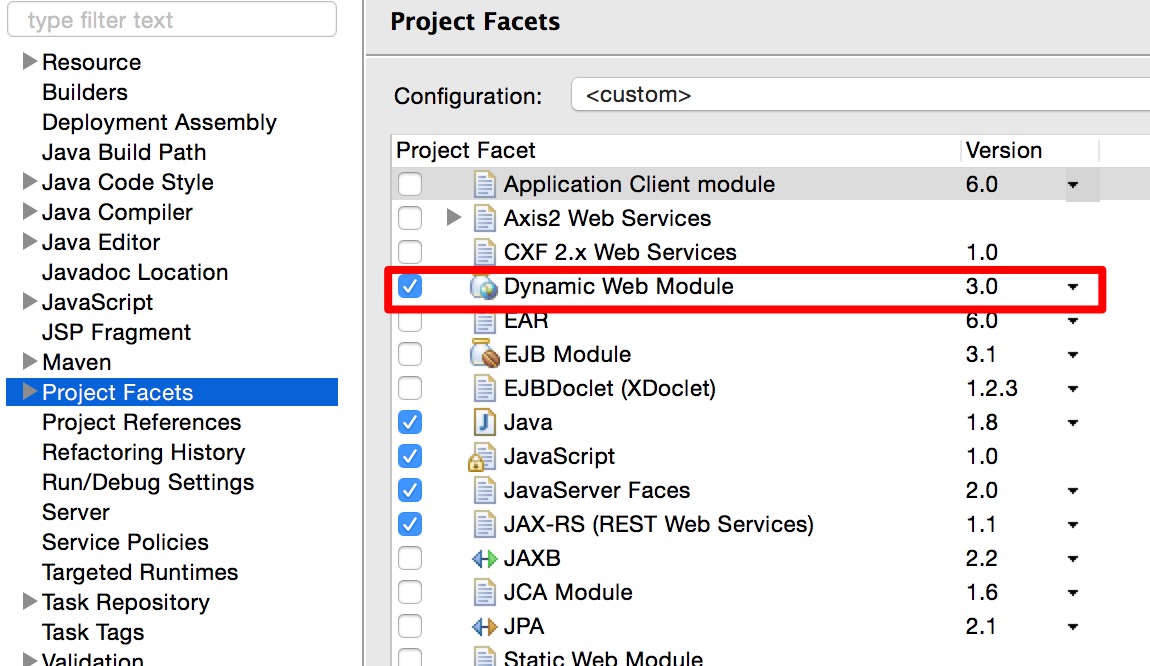 type filter text
Resource
Builders
Deployment Assembly
Java Build Path
Java Code Style
Java Compiler
Java Editor
Javadoc Location
JavaScript
JSP Fragment
Maven
Project Facets
Project References
Refactoring History
Run/Debug Settings
Server
Service Policies
Targeted Runtimes
Task Repository
Task Tags
Validation
Project Facets
Configuration: <custom>
Project Facet Version
Application Client module 6.0
Axis2 Web Services
CXF 2.x Web Services 1.0
Dynamic Web Module 3.0
EAR 6.0
EJB Module 3.1
EJBDoclet (XDoclet) 1.2.3
Java 1.8
JavaScript 1.0
JavaServer Faces 2.0
JAX-RS (REST Web Services) 1.1
JAXB 2.2
JCA Module 1.6
JPA 2.1
Static Web Module